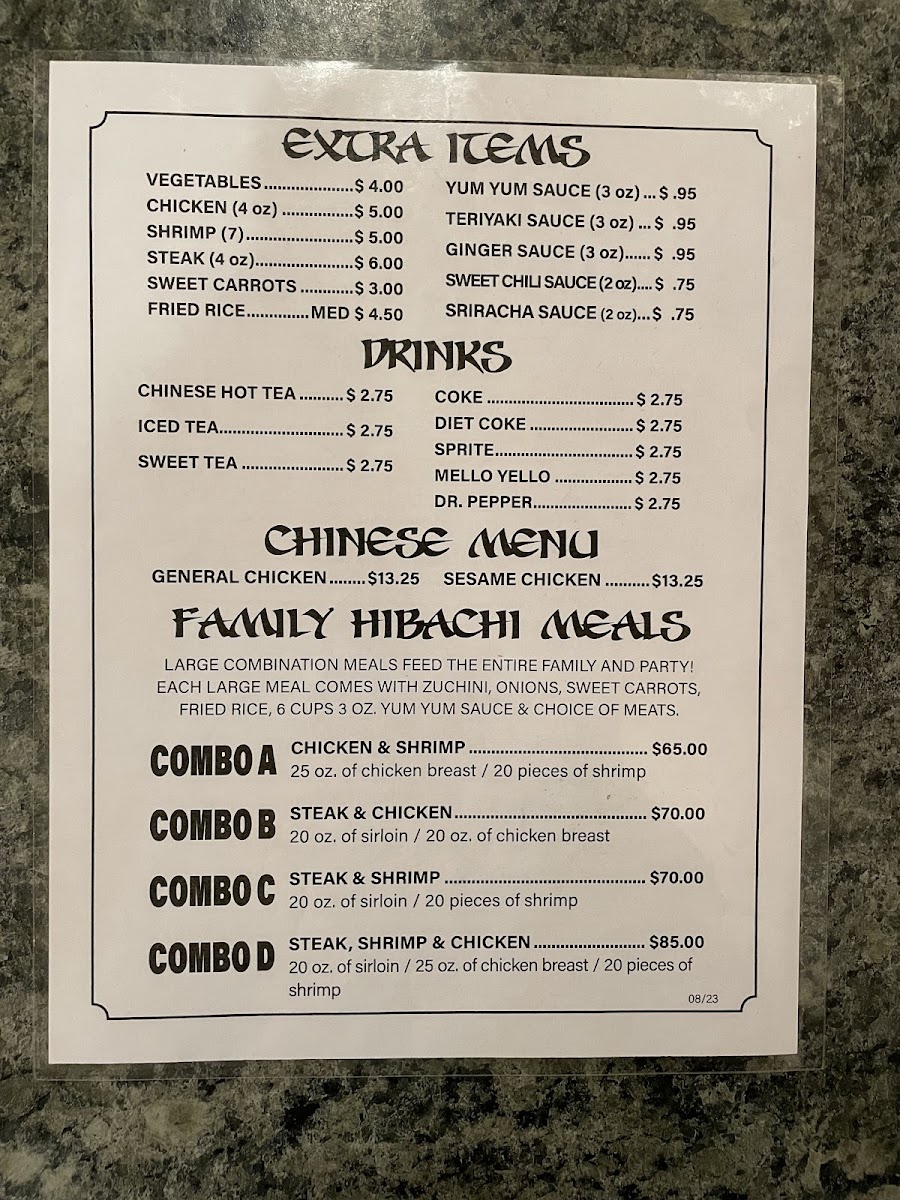 EXTRA ITEMS
VEGETABLES....................$ 4.00
CHICKEN (4 oz) ................$ 5.00
SHRIMP (7)........................$ 5.00
STEAK (4 oz)......................$ 6.00
SWEET CARROTS ............$ 3.00
FRIED RICE..............MED $ 4.50
YUM YUM SAUCE (3 oz) ...$ .95
TERIYAKI SAUCE (3 oz) ...$ .95
GINGER SAUCE (3 oz)......$ .95
SWEET CHILI SAUCE (2 oz)....$ .75
SRIRACHA SAUCE (2 oz)...$ .75
DRINKS
CHINESE HOT TEA ..........$ 2.75
ICED TEA............................$ 2.75
SWEET TEA .......................$ 2.75
COKE .................................$ 2.75
DIET COKE ........................$ 2.75
SPRITE...............................$ 2.75
MELLO YELLO ..................$ 2.75
DR. PEPPER.......................$ 2.75
CHINESE MENU
GENERAL CHICKEN........$13.25 SESAME CHICKEN ..........$13.25
FAMILY HIBACHI MEALS
LARGE COMBINATION MEALS FEED THE ENTIRE FAMILY AND PARTY!
EACH LARGE MEAL COMES WITH ZUCHINI, ONIONS, SWEET CARROTS,
FRIED RICE, 6 CUPS 3 OZ. YUM YUM SAUCE & CHOICE OF MEATS.
COMBO A CHICKEN & SHRIMP ........................................ $65.00
25 oz. of chicken breast / 20 pieces of shrimp
COMBO B STEAK & CHICKEN........................................... $70.00
20 oz. of sirloin / 20 oz. of chicken breast
COMBO C STEAK & SHRIMP ............................................. $70.00
20 oz. of sirloin / 20 pieces of shrimp
COMBO D STEAK, SHRIMP & CHICKEN......................... $85.00
20 oz. of sirloin / 25 oz. of chicken breast / 20 pieces of
shrimp
08/23